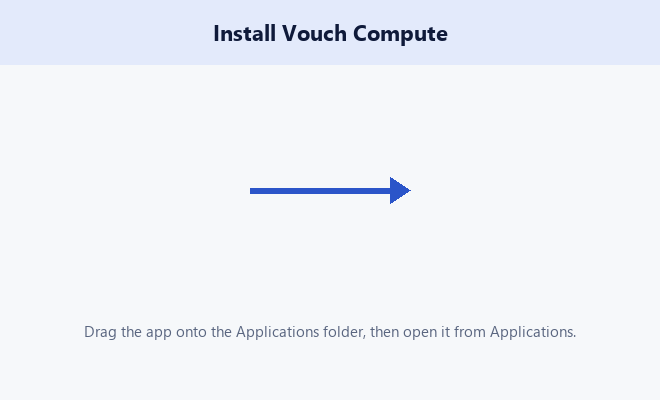 Install Vouch Compute
Drag the app onto the Applications folder, then open it from Applications.